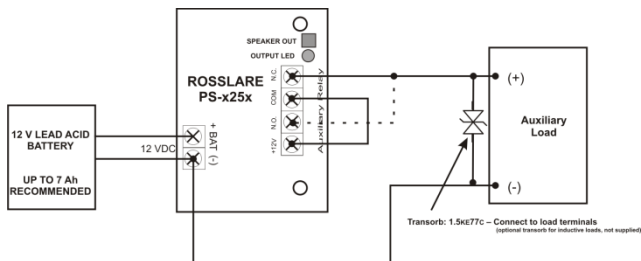 SPEAKER OUT
OUTPUT LED
ROSSLARE
PS-x25x
N.C.
COM
N.O.
+12V
Auxiliary Relay
+ BAT (-)
12 V LEAD ACID
BATTERY
UP TO 7 Ah
RECOMMENDED
12 VDC
(+)
Auxiliary
Load
(-)
Transorb: 1.5KE77C – Connect to load terminals
(optional transorb for inductive loads, not supplied)